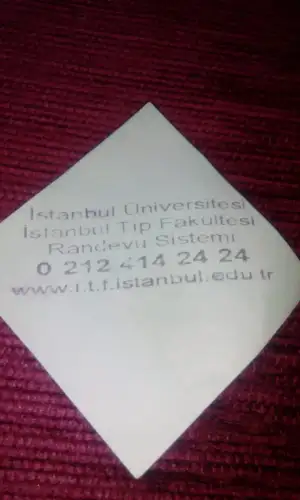 İstanbul Üniversitesi
İstanbul Tıp Fakültesi
Randevu Sistemi
0 212 414 24 24
www.i.t.f.istanbul.edu.tr